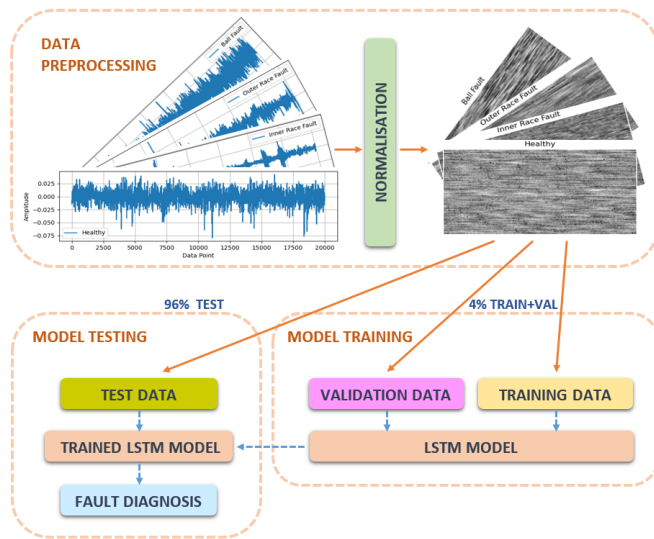 DATA
PREPROCESSING
Ball Fault
Outer Race Fault
Inner Race Fault
0.025
0.000
−0.025
−0.050
−0.075
Amplitude
Healthy
0 2500 5000 7500 10000 12500 15000 17500 20000
Data Point
NORMALISATION
Ball Fault
Outer Race Fault
Inner Race Fault
Healthy
96% TEST
4% TRAIN+VAL
MODEL TESTING
TEST DATA
TRAINED LSTM MODEL
FAULT DIAGNOSIS
MODEL TRAINING
VALIDATION DATA
TRAINING DATA
LSTM MODEL